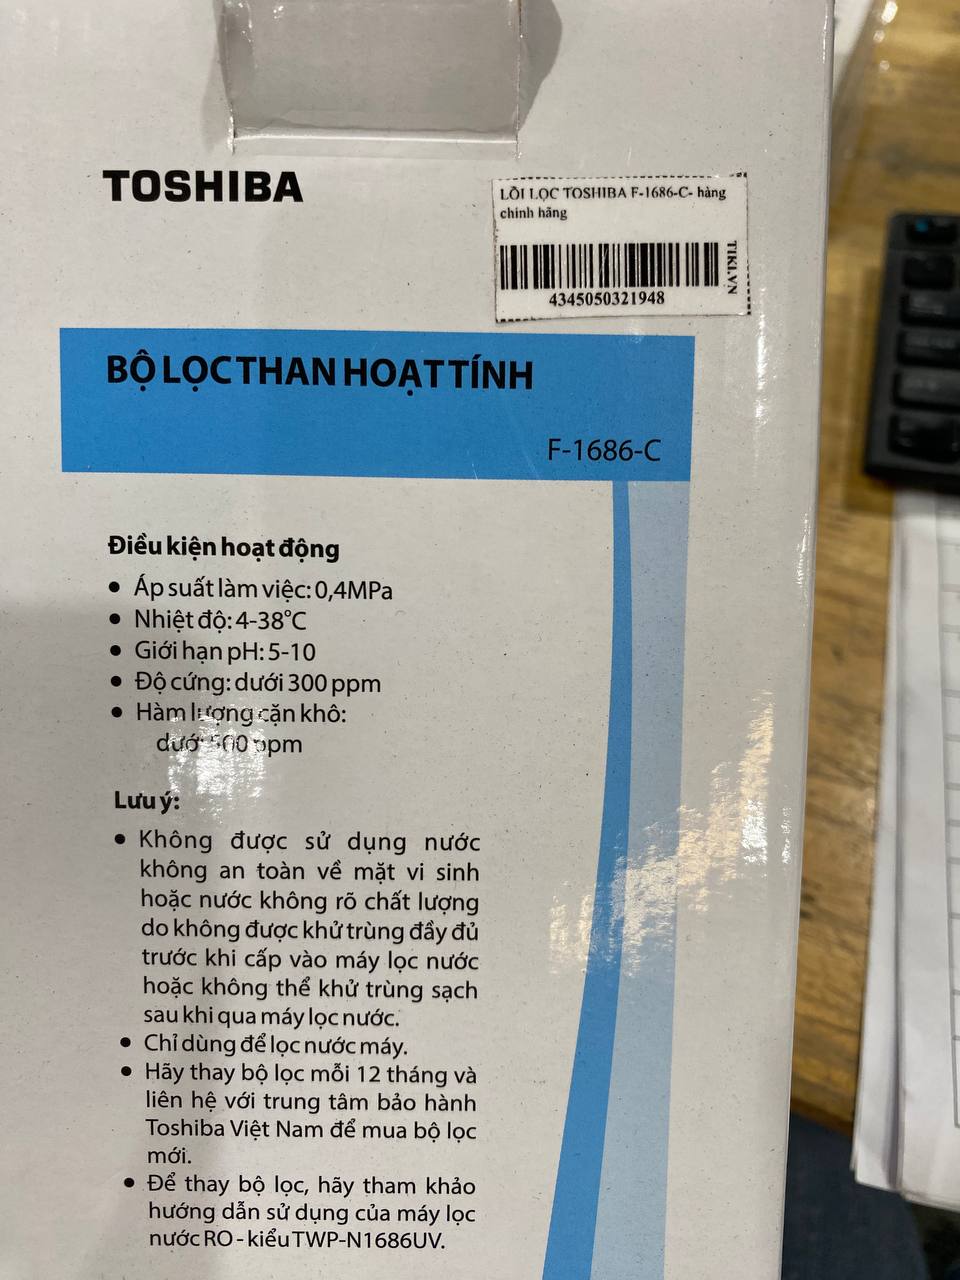 TOSHIBA
LÕI LỌC TOSHIBA F-1686-C- hàng
chính hãng
TIKI.VN
4345050321948
BỘ LỌC THAN HOẠT TÍNH
F-1686-C
Điều kiện hoạt động
• Áp suất làm việc: 0,4MPa
• Nhiệt độ: 4-38°C
• Giới hạn pH: 5-10
• Độ cứng: dưới 300 ppm
• Hàm lượng cặn khô:
dưới 500 ppm
Lưu ý:
• Không được sử dụng nước
không an toàn về mặt vi sinh
hoặc nước không rõ chất lượng
do không được khử trùng đầy đủ
trước khi cấp vào máy lọc nước
hoặc không thể khử trùng sạch
sau khi qua máy lọc nước.
• Chỉ dùng để lọc nước máy.
• Hãy thay bộ lọc mỗi 12 tháng và
liên hệ với trung tâm bảo hành
Toshiba Việt Nam để mua bộ lọc
mới.
• Để thay bộ lọc, hãy tham khảo
hướng dẫn sử dụng của máy lọc
nước RO - kiểu TWP-N1686UV.